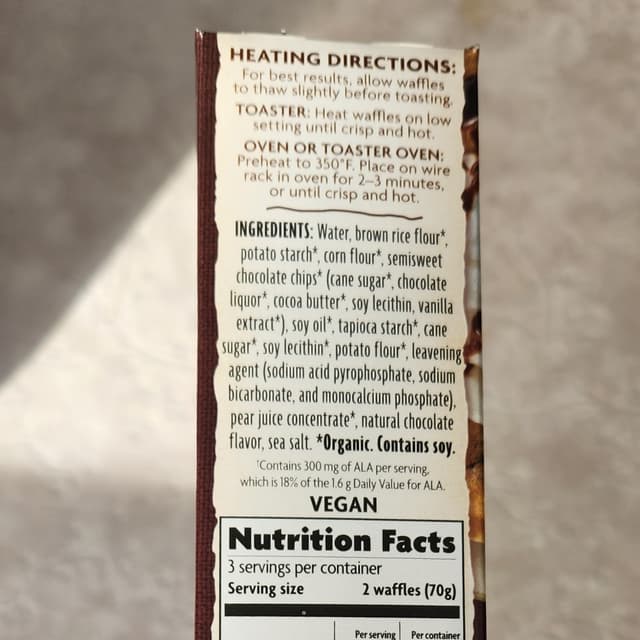 HEATING DIRECTIONS:
For best results, allow waffles
to thaw slightly before toasting.
TOASTER: Heat waffles on low
setting until crisp and hot.
OVEN OR TOASTER OVEN:
Preheat to 350°F. Place on wire
rack in oven for 2–3 minutes,
or until crisp and hot.
INGREDIENTS: Water, brown rice flour*,
potato starch*, corn flour*, semisweet
chocolate chips* (cane sugar*, chocolate
liquor*, cocoa butter*, soy lecithin, vanilla
extract*), soy oil*, tapioca starch*, cane
sugar*, soy lecithin*, potato flour*, leavening
agent (sodium acid pyrophosphate, sodium
bicarbonate, and monocalcium phosphate),
pear juice concentrate*, natural chocolate
flavor, sea salt. *Organic. Contains soy.
†Contains 300 mg of ALA per serving,
which is 18% of the 1.6 g Daily Value for ALA.
VEGAN
Nutrition Facts
3 servings per container
Serving size 2 waffles (70g)
Per serving Per container